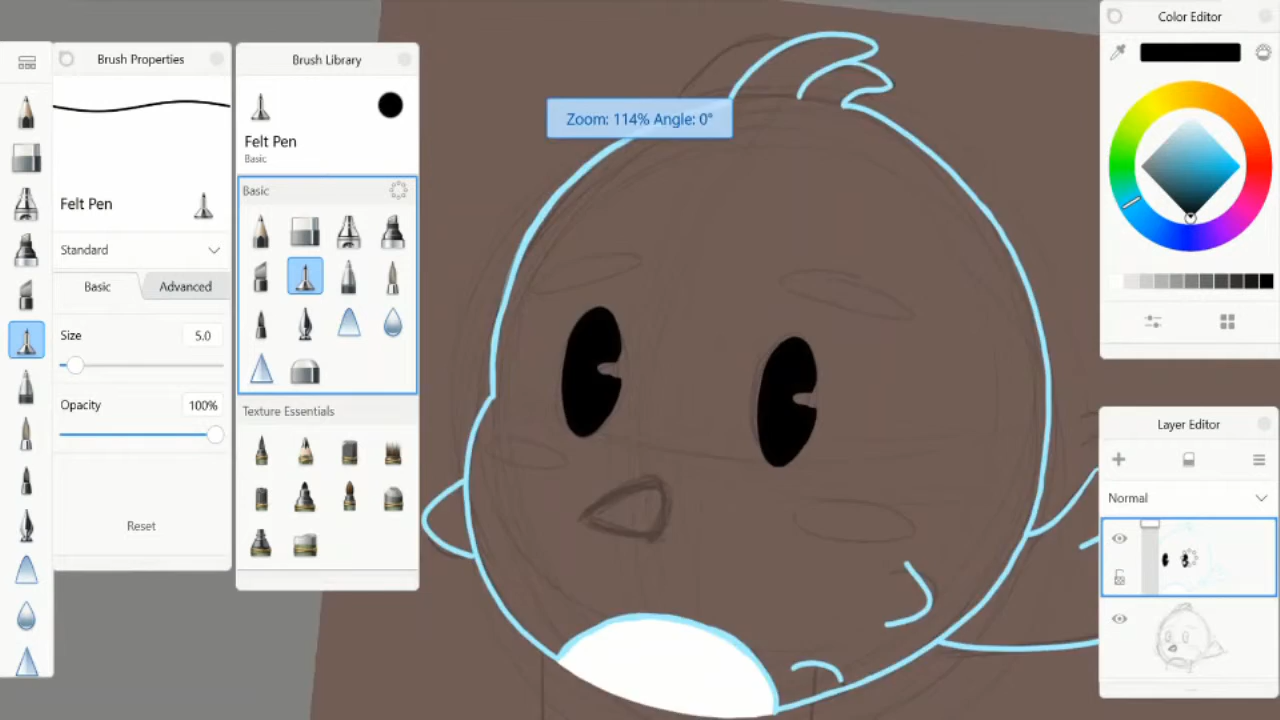 Brush Properties
Felt Pen
Standard
Basic
Advanced
Size
5.0
Opacity
100%
Reset
Brush Library
Felt Pen
Basic
Basic
Texture Essentials
Zoom: 114% Angle: 0°
Color Editor
Layer Editor
Normal